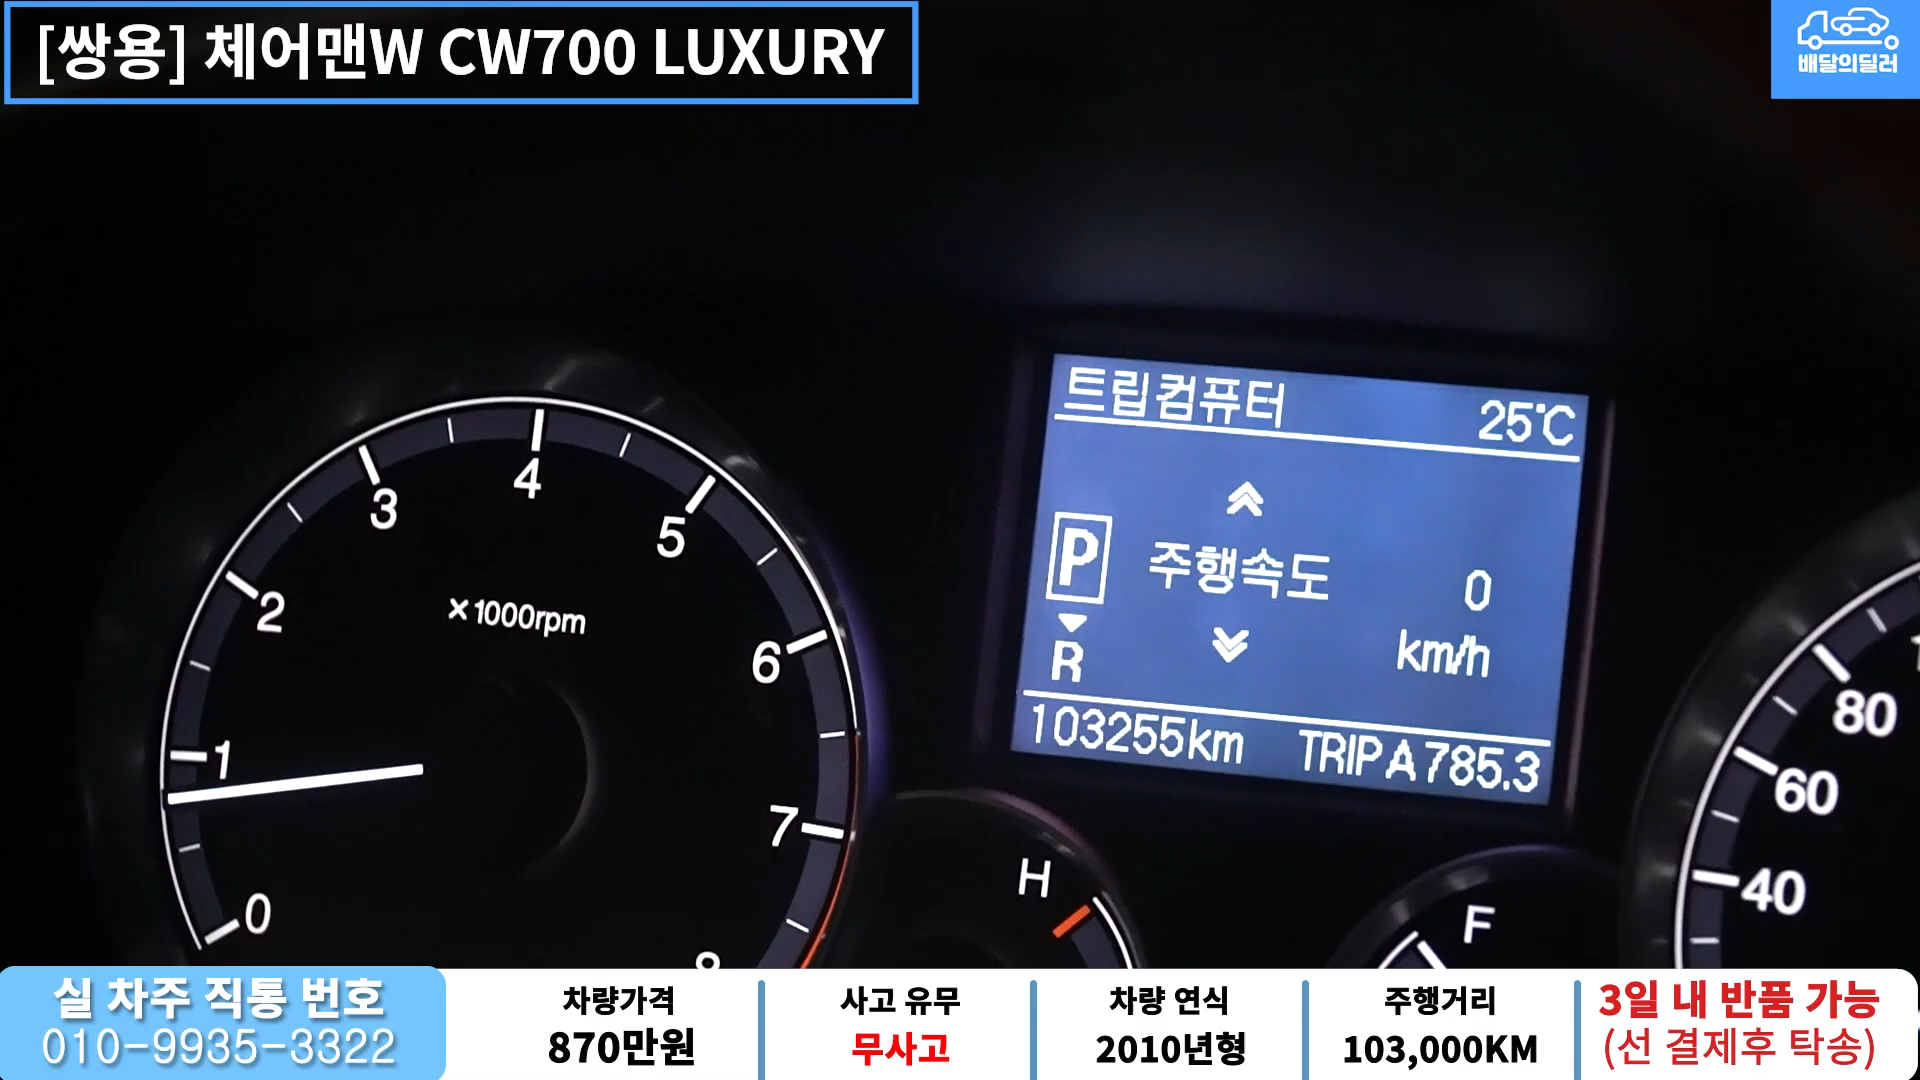 [쌍용] 체어맨W CW700 LUXURY
배달의딜러
트립컴퓨터 25℃
P 주행속도 0
km/h
R
103255km TRIP A 785.3
0
1
2
3
4
5
6
7
8
×1000rpm
H
F
40
60
80
실 차주 직통 번호
010-9935-3322
차량가격
870만원
사고 유무
무사고
차량 연식
2010년형
주행거리
103,000KM
3일 내 반품 가능
(선 결제후 탁송)